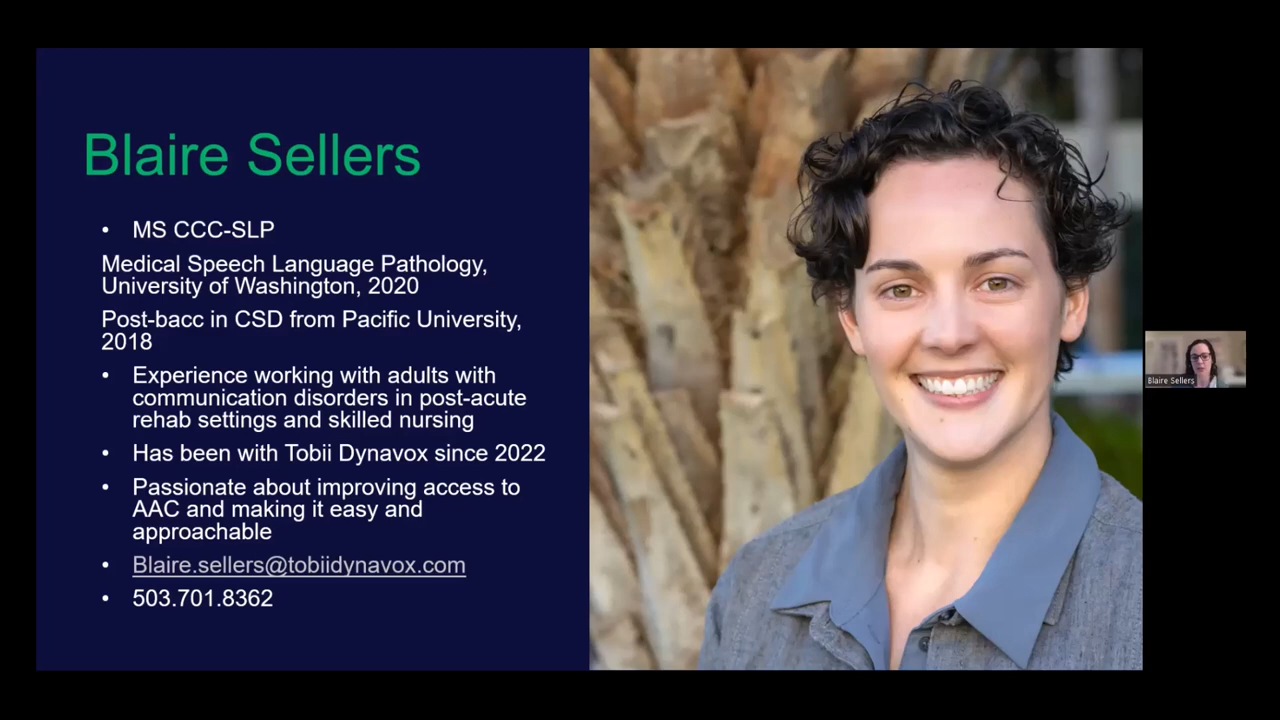 Blaire Sellers
• MS CCC-SLP
Medical Speech Language Pathology,
University of Washington, 2020
Post-bacc in CSD from Pacific University,
2018
• Experience working with adults with
communication disorders in post-acute
rehab settings and skilled nursing
• Has been with Tobii Dynavox since 2022
• Passionate about improving access to
AAC and making it easy and
approachable
• Blaire.sellers@tobiidynavox.com
• 503.701.8362
Blaire Sellers